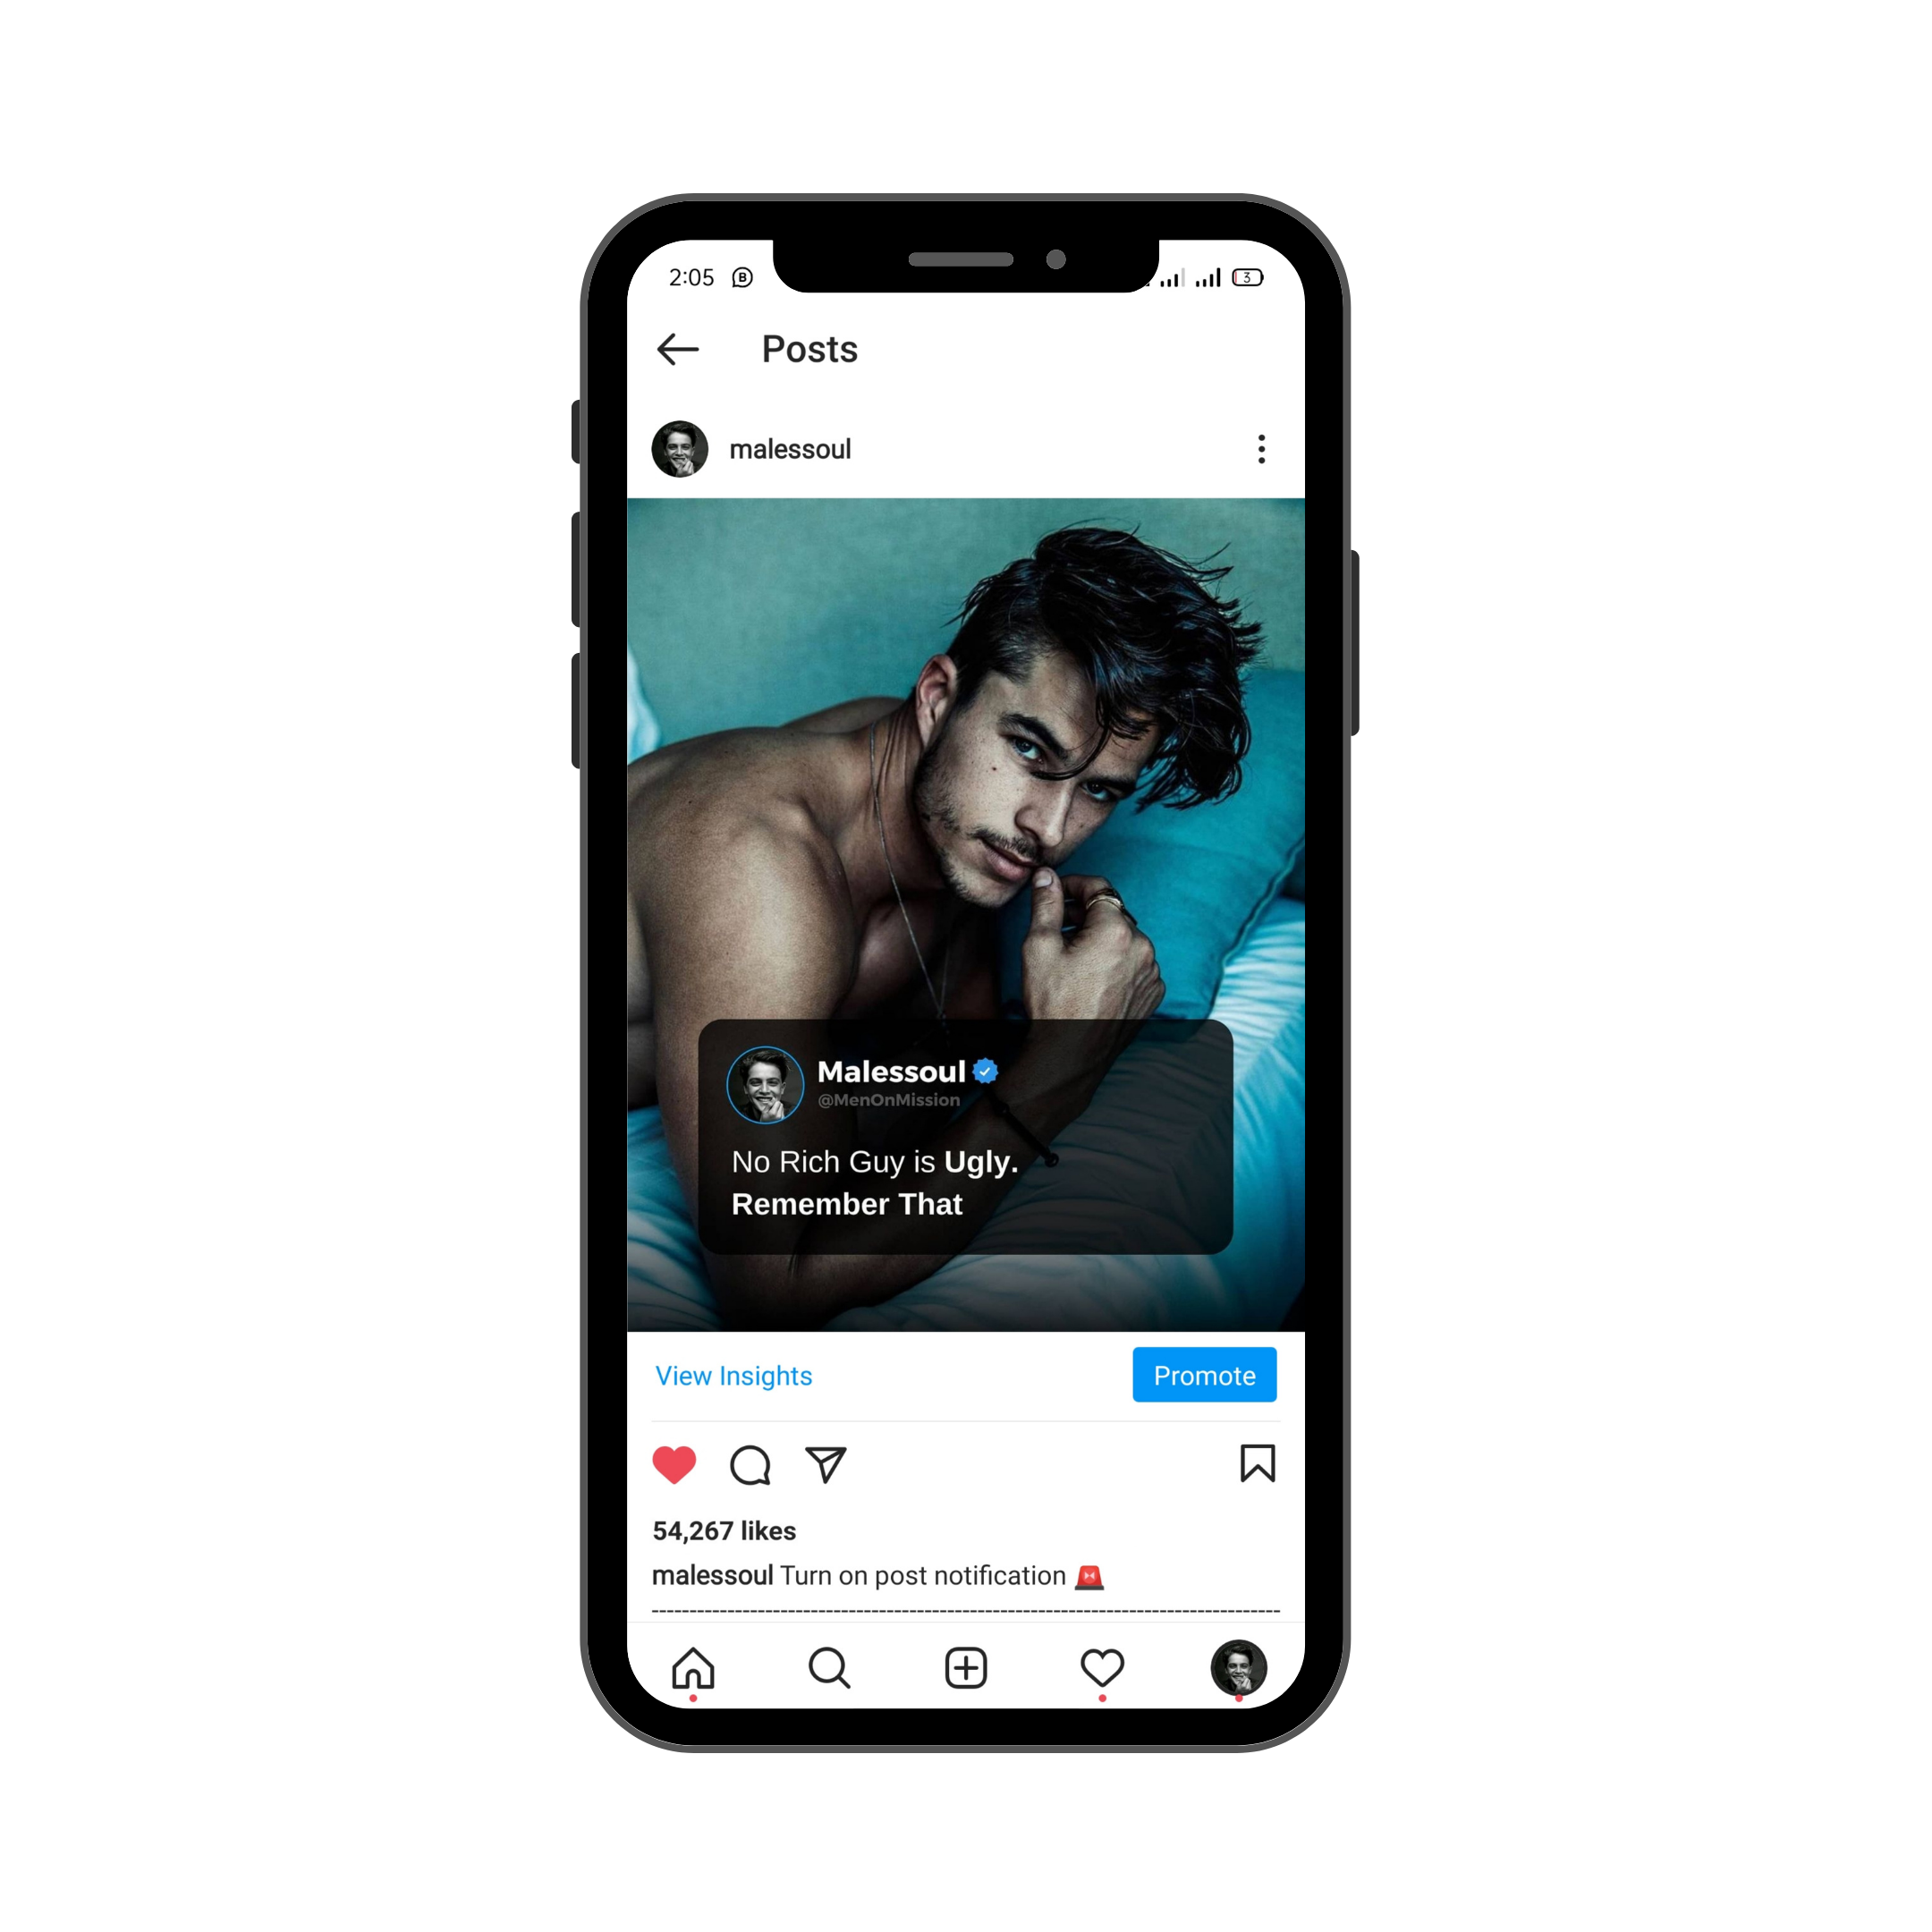 2:05
3
Posts
malessoul
Malessoul
@MenOnMission
No Rich Guy is Ugly.
Remember That
View Insights
Promote
54,267 likes
malessoul Turn on post notification 🚨